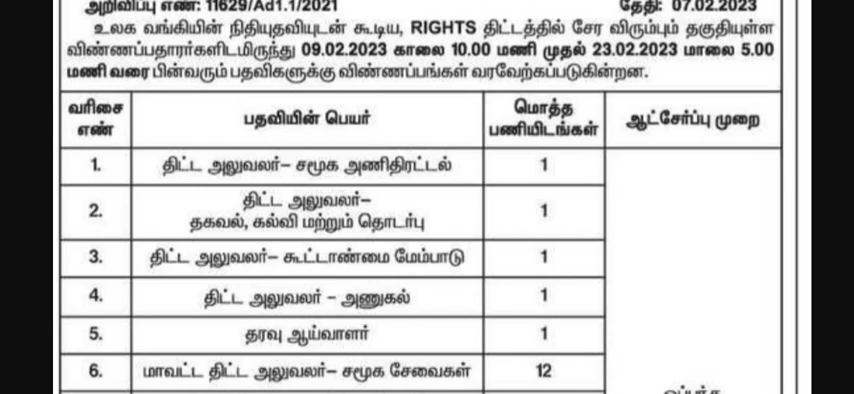 அறிவிப்பு எண்: 11629/Ad1.1/2021 தேதி: 07.02.2023
உலக வங்கியின் நிதியுதவியுடன் கூடிய, RIGHTS திட்டத்தில் சேர விரும்பும் தகுதியுள்ள
விண்ணப்பதாரர்களிடமிருந்து 09.02.2023 காலை 10.00 மணி முதல் 23.02.2023 மாலை 5.00
மணி வரை பின்வரும் பதவிகளுக்கு விண்ணப்பங்கள் வரவேற்கப்படுகின்றன.
வரிசை எண் பதவியின் பெயர் மொத்த பணியிடங்கள் ஆட்சேர்ப்பு முறை
1. திட்ட அலுவலர்– சமூக அணிதிரட்டல் 1
2. திட்ட அலுவலர்–
தகவல், கல்வி மற்றும் தொடர்பு 1
3. திட்ட அலுவலர்– கூட்டாண்மை மேம்பாடு 1
4. திட்ட அலுவலர் – அணுகல் 1
5. தரவு ஆய்வாளர் 1
6. மாவட்ட திட்ட அலுவலர்– சமூக சேவைகள் 12